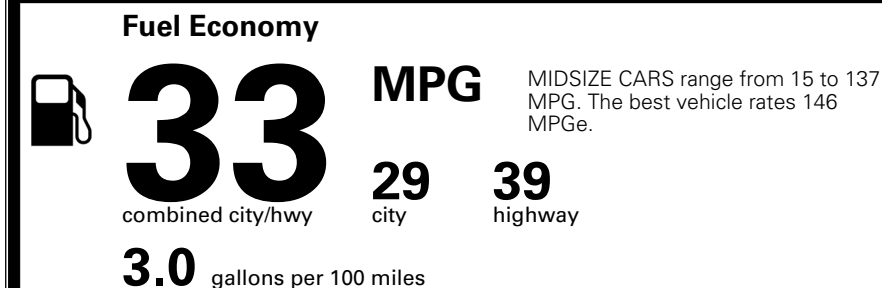 Fuel Economy
33 MPG
MIDSIZE CARS range from 15 to 137
MPG. The best vehicle rates 146
MPGe.
combined city/hwy
29
city
39
highway
3.0 gallons per 100 miles